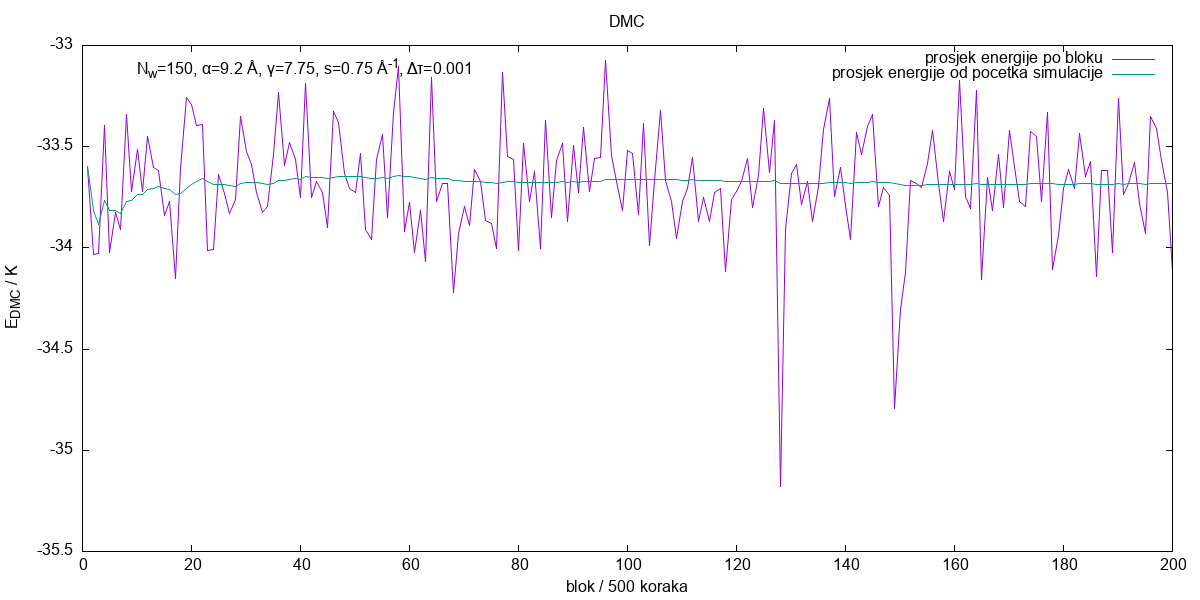 DMC
N_w=150, α=9.2 Å, γ=7.75, s=0.75 Å^-1, Δτ=0.001
prosjek energije po bloku
prosjek energije od pocetka simulacije
-33
-33.5
-34
-34.5
-35
-35.5
E_DMC / K
0 20 40 60 80 100 120 140 160 180 200
blok / 500 koraka